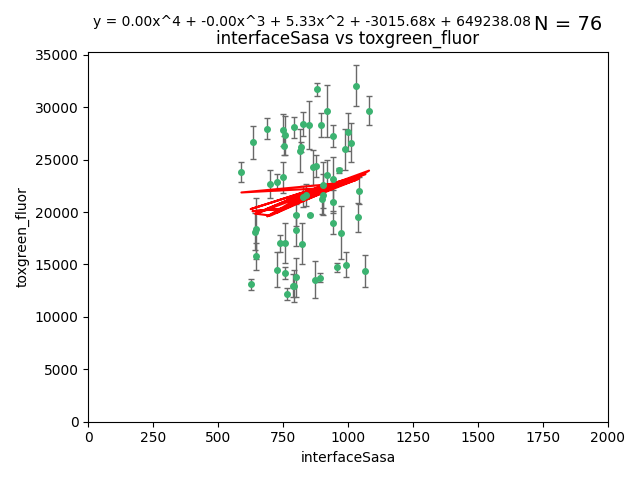 y = 0.00x^4 + -0.00x^3 + 5.33x^2 + -3015.68x + 649238.08 N = 76
interfaceSasa vs toxgreen_fluor
35000
30000
25000
20000
15000
10000
5000
0
toxgreen_fluor
0 250 500 750 1000 1250 1500 1750 2000
interfaceSasa